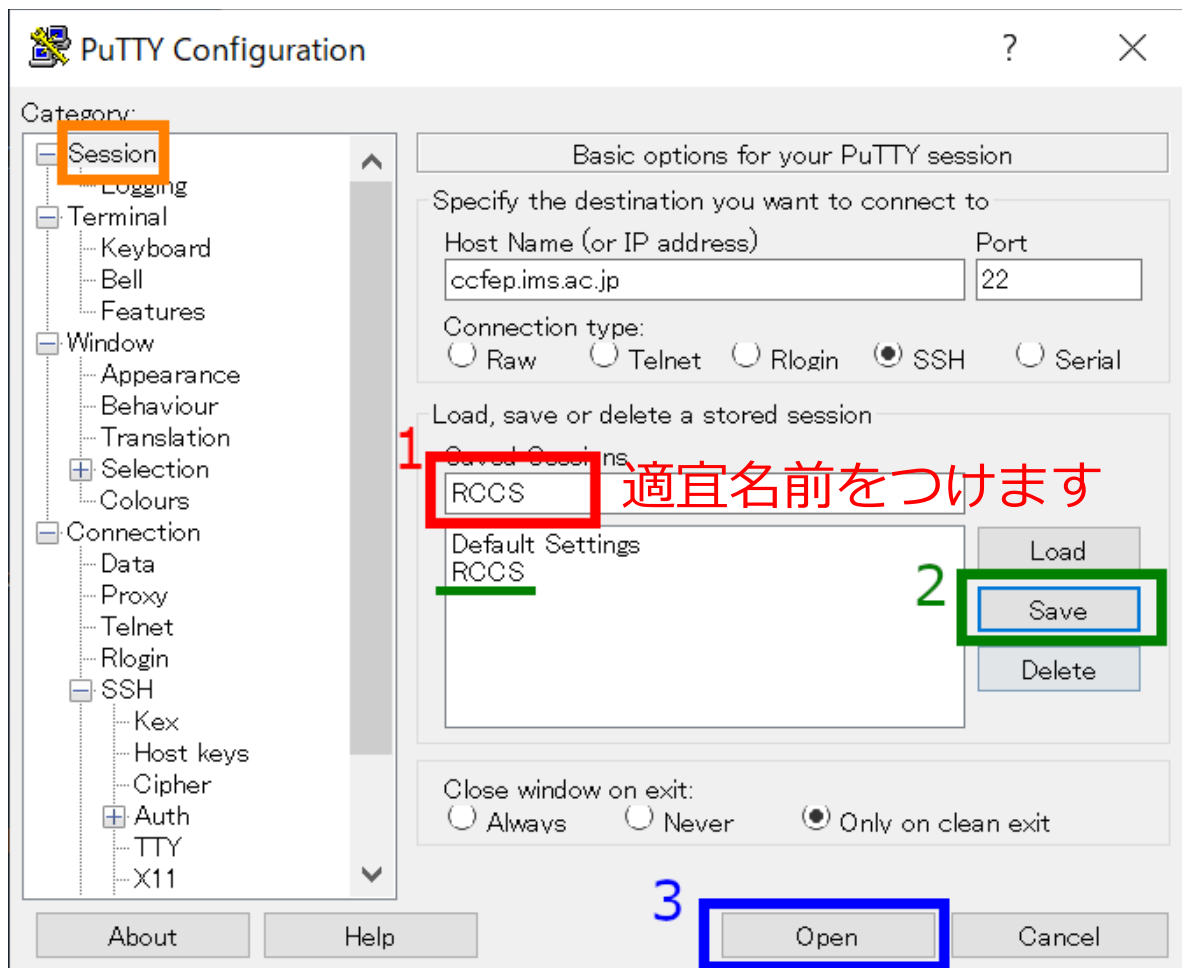 PuTTY Configuration
?
Category:
Session
Logging
Terminal
Keyboard
Bell
Features
Window
Appearance
Behaviour
Translation
Selection
Colours
Connection
Data
Proxy
Telnet
Rlogin
SSH
Kex
Host keys
Cipher
Auth
TTY
X11
Basic options for your PuTTY session
Specify the destination you want to connect to
Host Name (or IP address) Port
ccfep.ims.ac.jp 22
Connection type:
Raw Telnet Rlogin SSH Serial
Load, save or delete a stored session
1
Saved Sessions
RCCS 適宜名前をつけます
Default Settings
RCCS
Load
2
Save
Delete
Close window on exit:
Always Never Only on clean exit
3
About Help Open Cancel